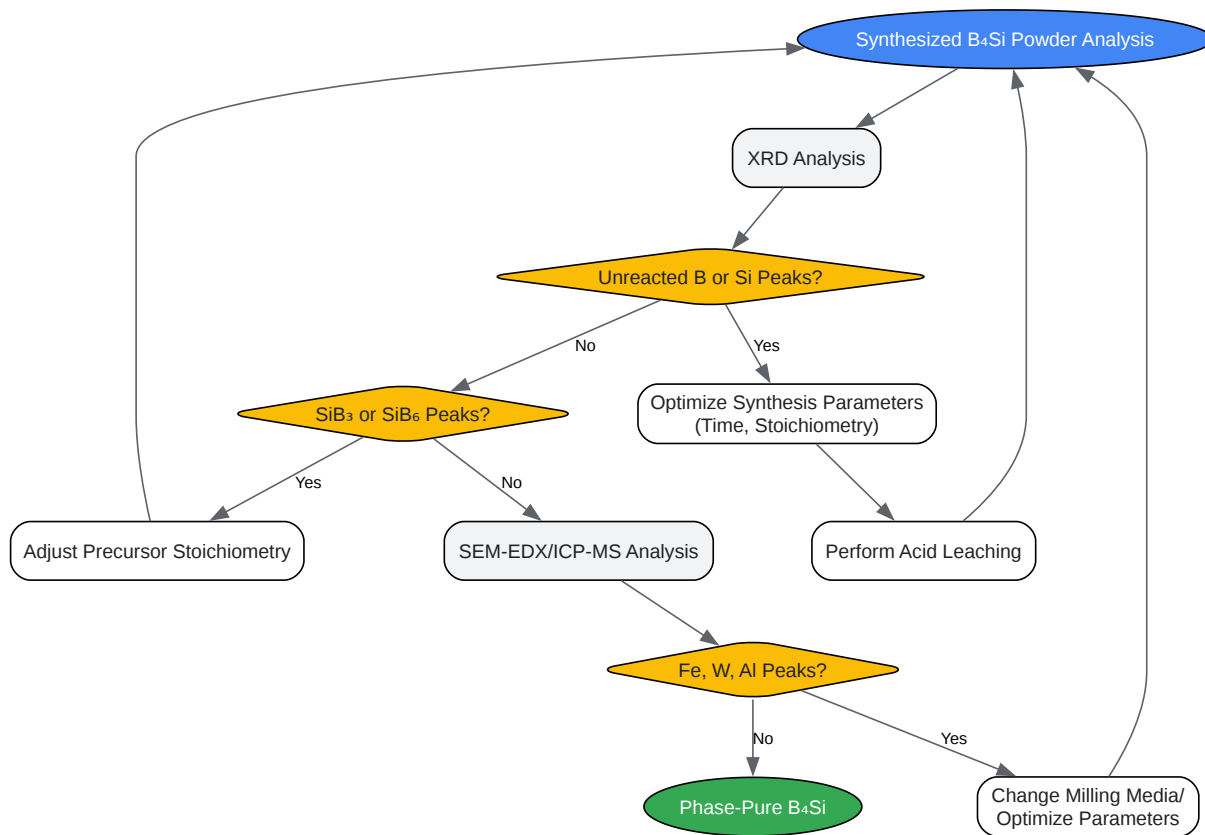 Synthesized B₄Si Powder Analysis
XRD Analysis
Unreacted B or Si Peaks?
No
Yes
SiB₃ or SiB₆ Peaks?
Optimize Synthesis Parameters
(Time, Stoichiometry)
Yes
No
Adjust Precursor Stoichiometry
SEM-EDX/ICP-MS Analysis
Perform Acid Leaching
Fe, W, Al Peaks?
No
Yes
Phase-Pure B₄Si
Change Milling Media/
Optimize Parameters